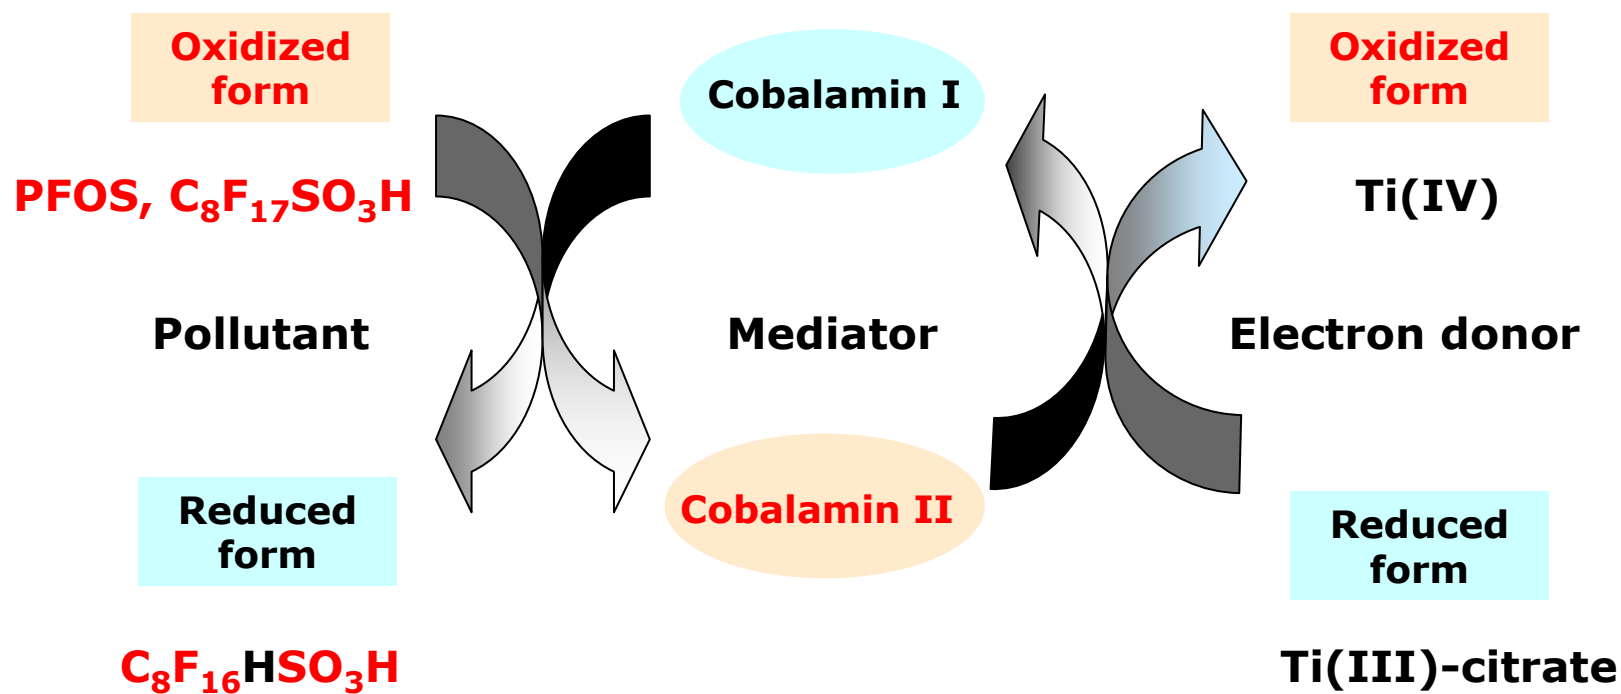 Oxidized
form
Cobalamin I
Oxidized
form
PFOS, C₈F₁₇SO₃H
Ti(IV)
Pollutant
Mediator
Electron donor
Reduced
form
Cobalamin II
Reduced
form
C₈F₁₆HSO₃H
Ti(III)-citrate